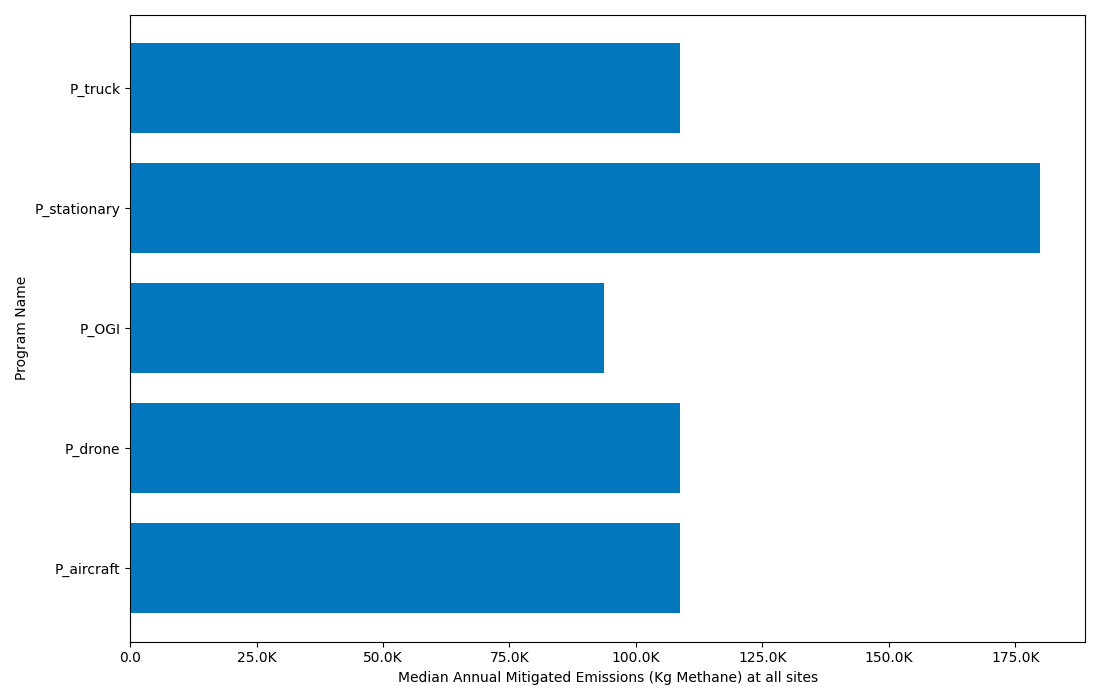 Program Name
P_truck
P_stationary
P_OGI
P_drone
P_aircraft
0.0 25.0K 50.0K 75.0K 100.0K 125.0K 150.0K 175.0K
Median Annual Mitigated Emissions (Kg Methane) at all sites